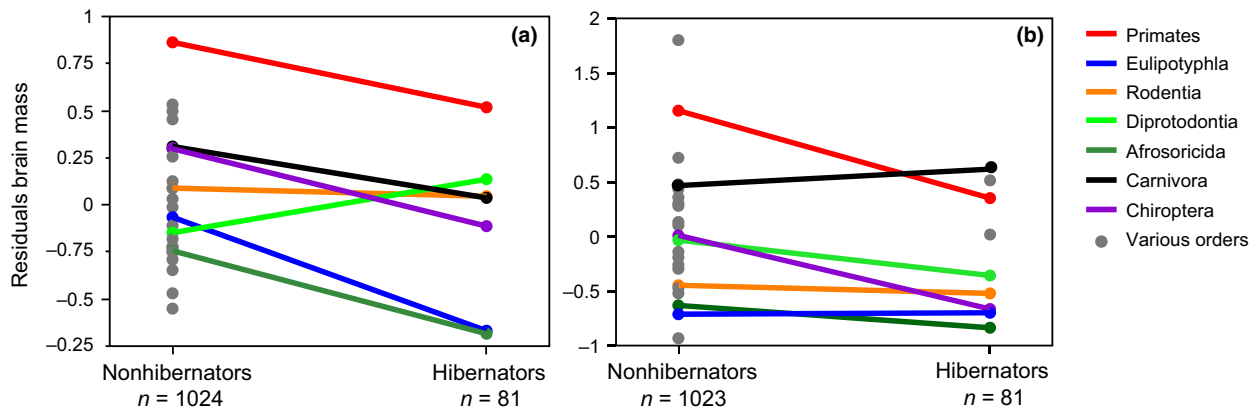 Residuals brain mass
1
0.75
0.5
0.25
0
−0.75
−0.5
−0.25
(a)
Nonhibernators
n = 1024
Hibernators
n = 81
2
1.5
1
0.5
0
−0.5
−1
(b)
Nonhibernators
n = 1023
Hibernators
n = 81
Primates
Eulipotyphla
Rodentia
Diprotodontia
Afrosoricida
Carnivora
Chiroptera
Various orders